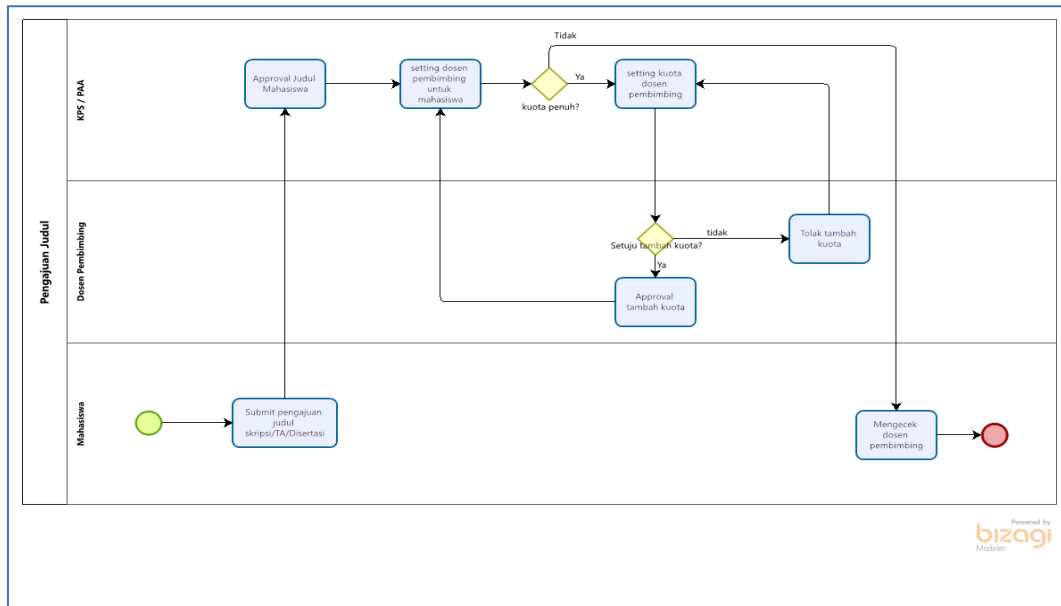 Pengajuan Judul
KPS / PAA
Approval Judul
Mahasiswa
setting dosen
pembimbing
untuk
mahasiswa
kuota penuh?
Tidak
Ya
setting kuota
dosen
pembimbing
Dosen Pembimbing
Setuju tambah kuota?
tidak
Tolak tambah
kuota
Ya
Approval
tambah kuota
Mahasiswa
Submit pengajuan
judul
skripsi/TA/Disertasi
Mengecek
dosen
pembimbing
Powered by
bizagi
Modeler